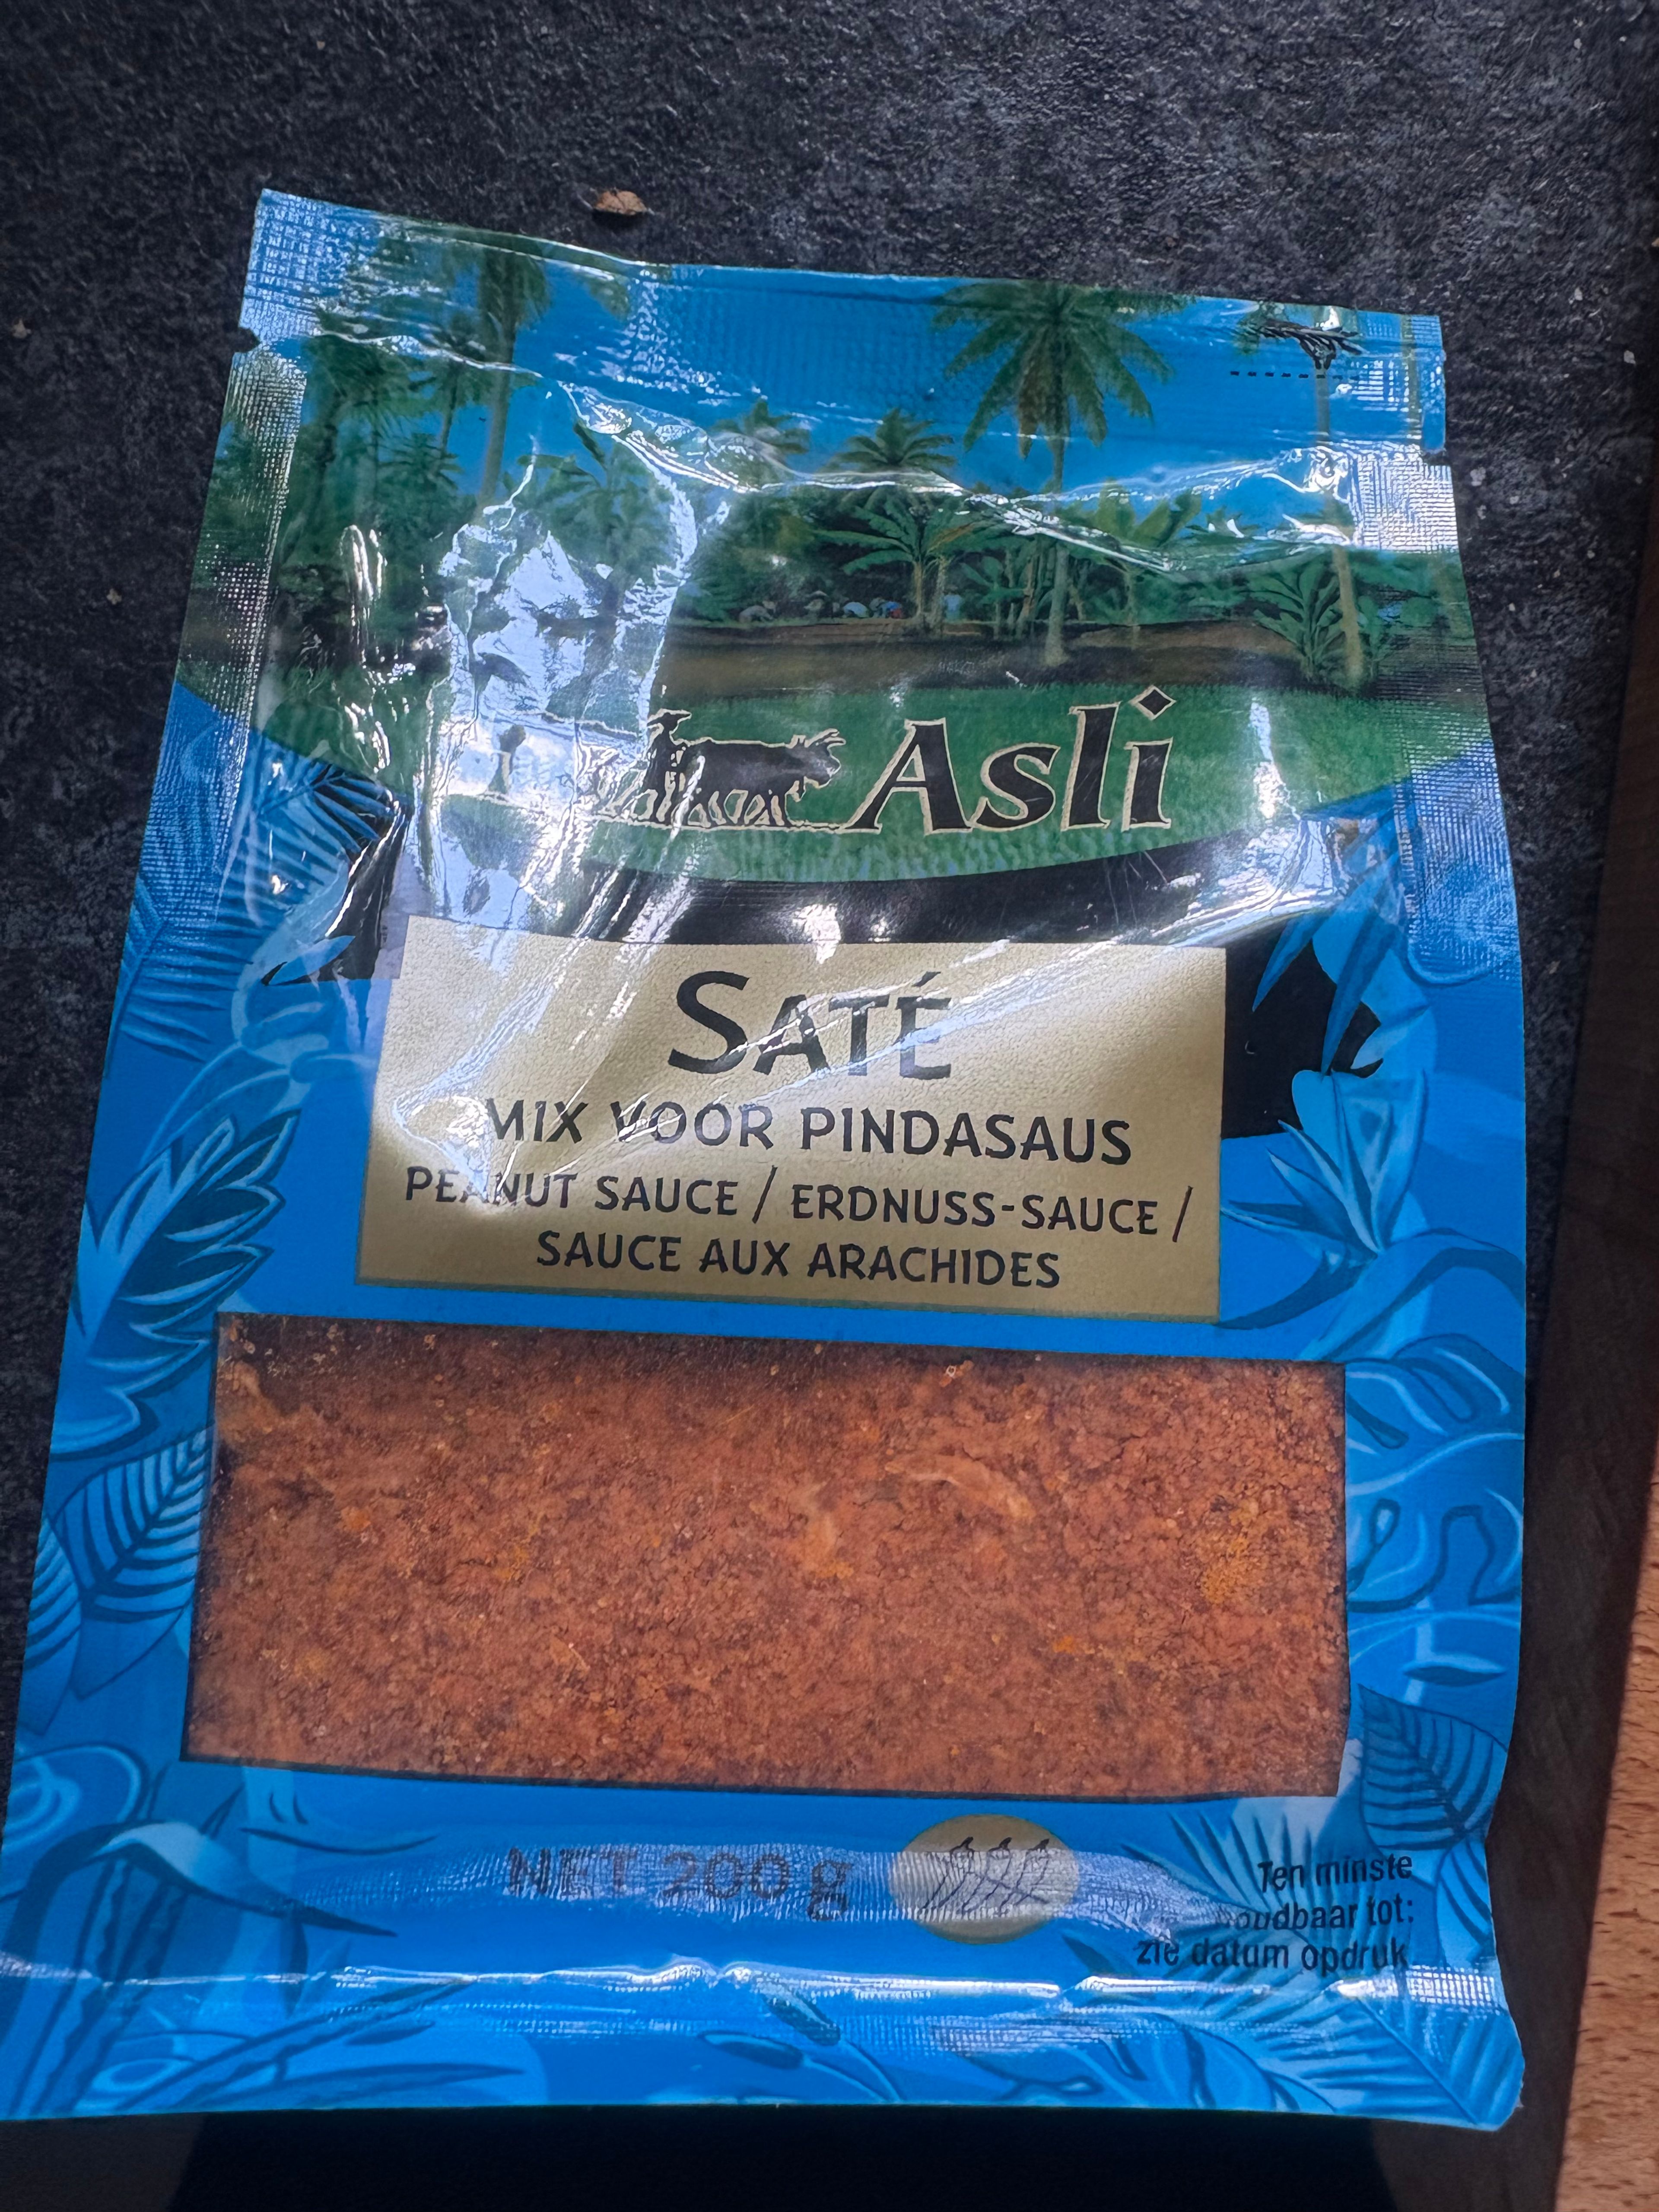 Asli
SATÉ
MIX VOOR PINDASAUS
PEANUT SAUCE / ERDNUSS-SAUCE /
SAUCE AUX ARACHIDES
NET 200 g
Ten minste
houdbaar tot:
zie datum opdruk